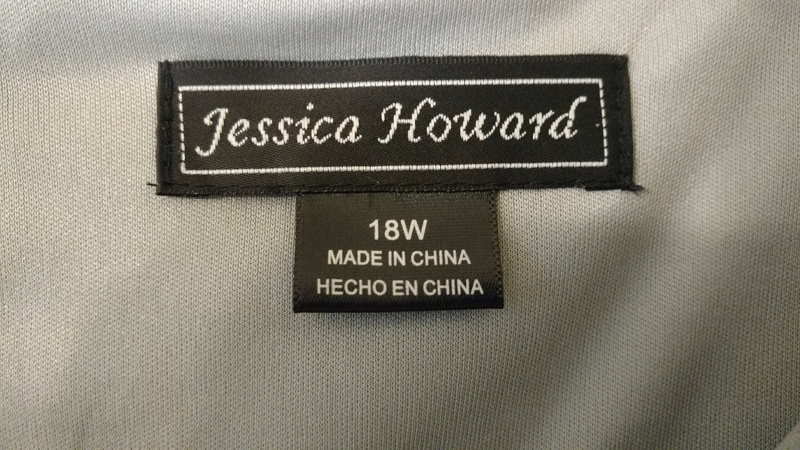 Jessica Howard
18W
MADE IN CHINA
HECHO EN CHINA